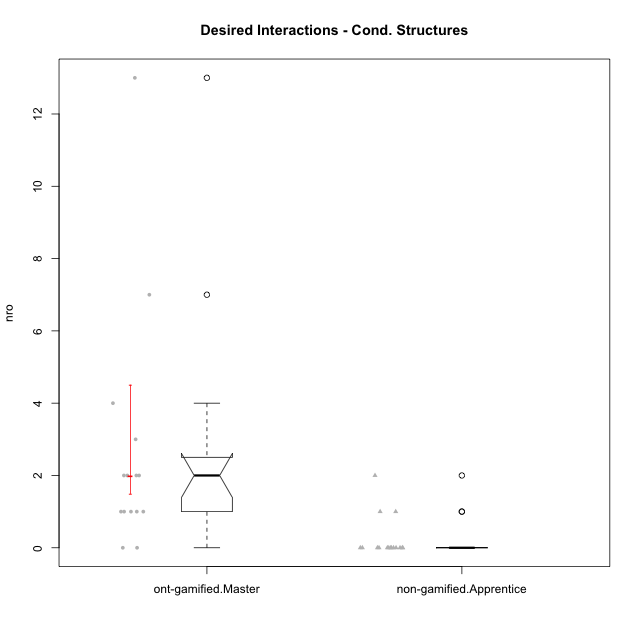 Desired Interactions - Cond. Structures
nro
12
10
8
6
4
2
0
ont-gamified.Master
non-gamified.Apprentice